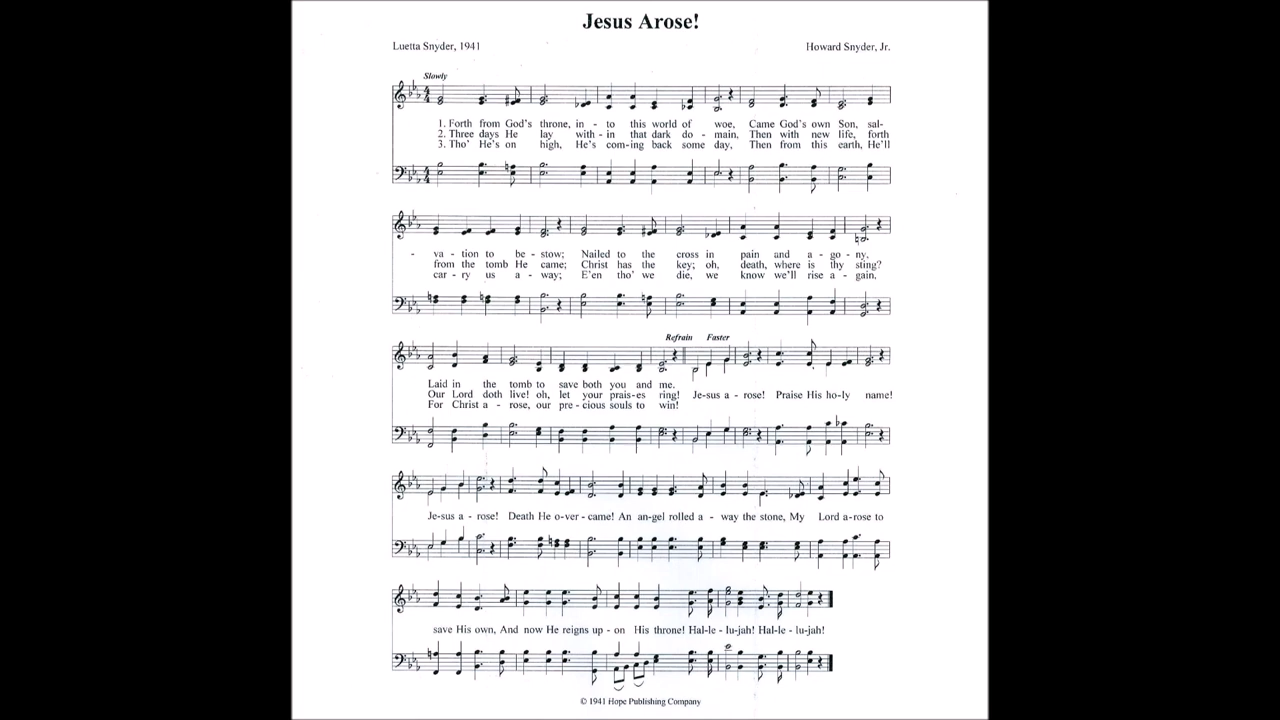 Jesus Arose!
Luetta Snyder, 1941
Howard Snyder, Jr.
Slowly
1. Forth from God's throne, in - to this world of woe, Came God's own Son, sal-
2. Three days He lay with - in that dark do - main, Then with new life, forth
3. Tho' He's on high, He's com-ing back some day, Then from this earth, He'll
- va - tion to be - stow; Nailed to the cross in pain and a - go - ny,
from the tomb He came; Christ has the key; oh, death, where is thy sting?
car - ry us a - way; E'en tho' we die, we know we'll rise a - gain,
Refrain Faster
Laid in the tomb to save both you and me.
Our Lord doth live! oh, let your prais-es ring! Je-sus a - rose! Praise His ho-ly name!
For Christ a - rose, our pre - cious souls to win!
Je-sus a - rose! Death He o-ver - came! An an-gel rolled a - way the stone, My Lord a-rose to
save His own, And now He reigns up - on His throne! Hal-le - lu-jah! Hal-le - lu-jah!
© 1941 Hope Publishing Company